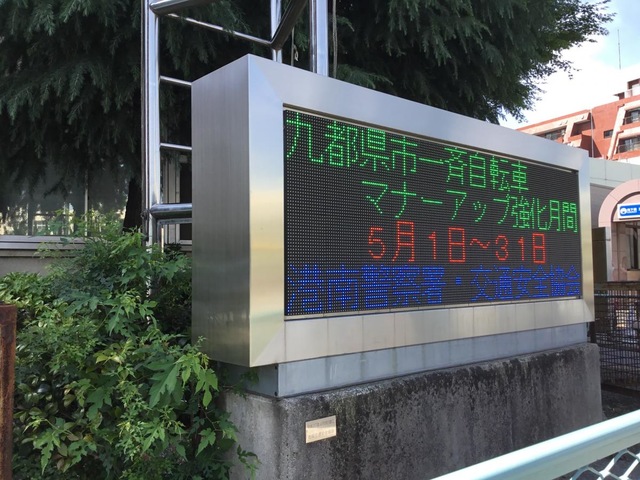 九都県市一斉自転車
マナーアップ強化月間
5月1日～31日
港南警察署・交通安全協会